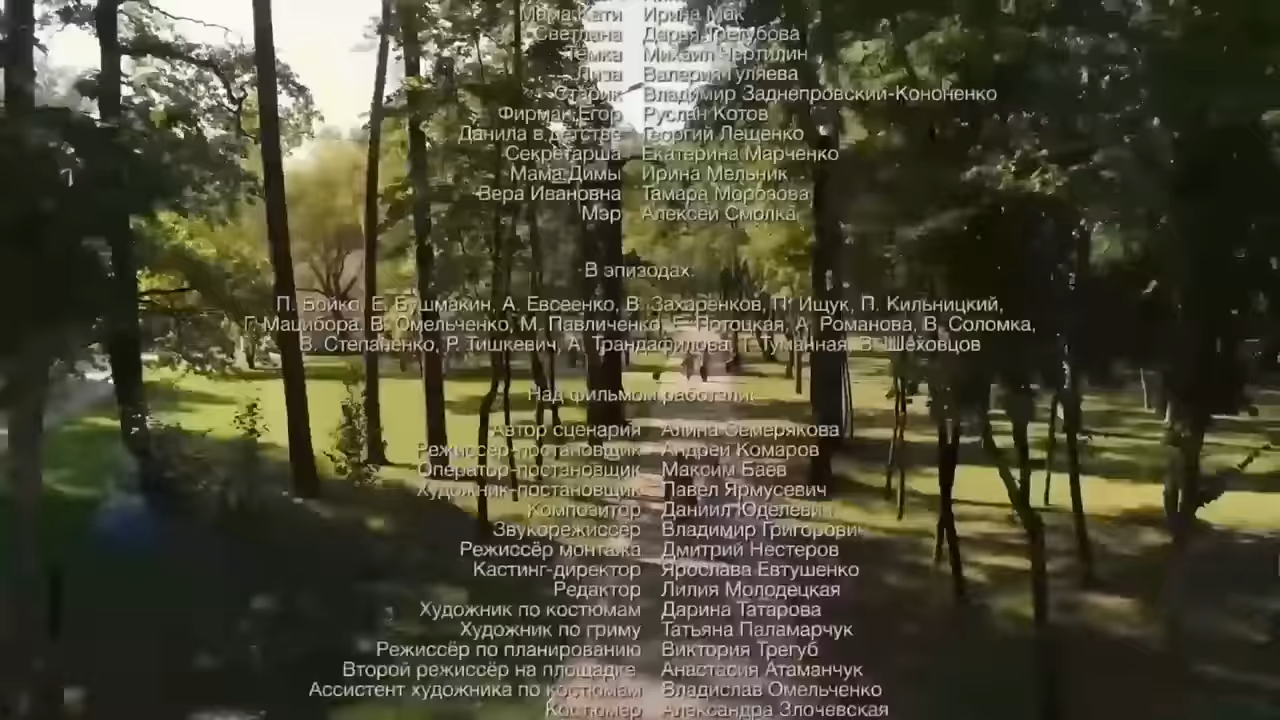 Мама Кати Ирина Мак
Светлана Дарья Трегубова
Тёмка Михаил Чертилин
Лиза Валерия Гуляева
Старик Владимир Заднепровский-Кононенко
Фирман Егор Руслан Котов
Данила в детстве Георгий Лещенко
Секретарша Екатерина Марченко
Мама Димы Ирина Мельник
Вера Ивановна Тамара Морозова
Мэр Алексей Смолка
В эпизодах:
П. Бойко, Е. Бушмакин, А. Евсеенко, В. Захаренков, П. Ищук, П. Кильницкий,
Г. Мацибора, В. Омельченко, М. Павличенко, Е. Потоцкая, А. Романова, В. Соломка,
В. Степаненко, Р. Тишкевич, А. Трандафилова, Т. Туманная, З. Шеховцов
Над фильмом работали:
Автор сценария Алина Семерякова
Режиссёр-постановщик Андрей Комаров
Оператор-постановщик Максим Баев
Художник-постановщик Павел Ярмусевич
Композитор Даниил Юделевич
Звукорежиссёр Владимир Григорович
Режиссёр монтажа Дмитрий Нестеров
Кастинг-директор Ярослава Евтушенко
Редактор Лилия Молодецкая
Художник по костюмам Дарина Татарова
Художник по гриму Татьяна Паламарчук
Режиссёр по планированию Виктория Трегуб
Второй режиссёр на площадке Анастасия Атаманчук
Ассистент художника по костюмам Владислав Омельченко
Костюмер Александра Злочевская